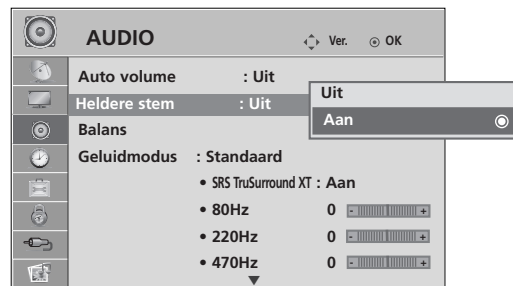 AUDIO
Ver. OK
Auto volume : Uit
Heldere stem : Uit
Uit
Aan
Balans
Geluidmodus : Standaard
• SRS TruSurround XT : Aan
• 80Hz 0 - +
• 220Hz 0 - +
• 470Hz 0 - +